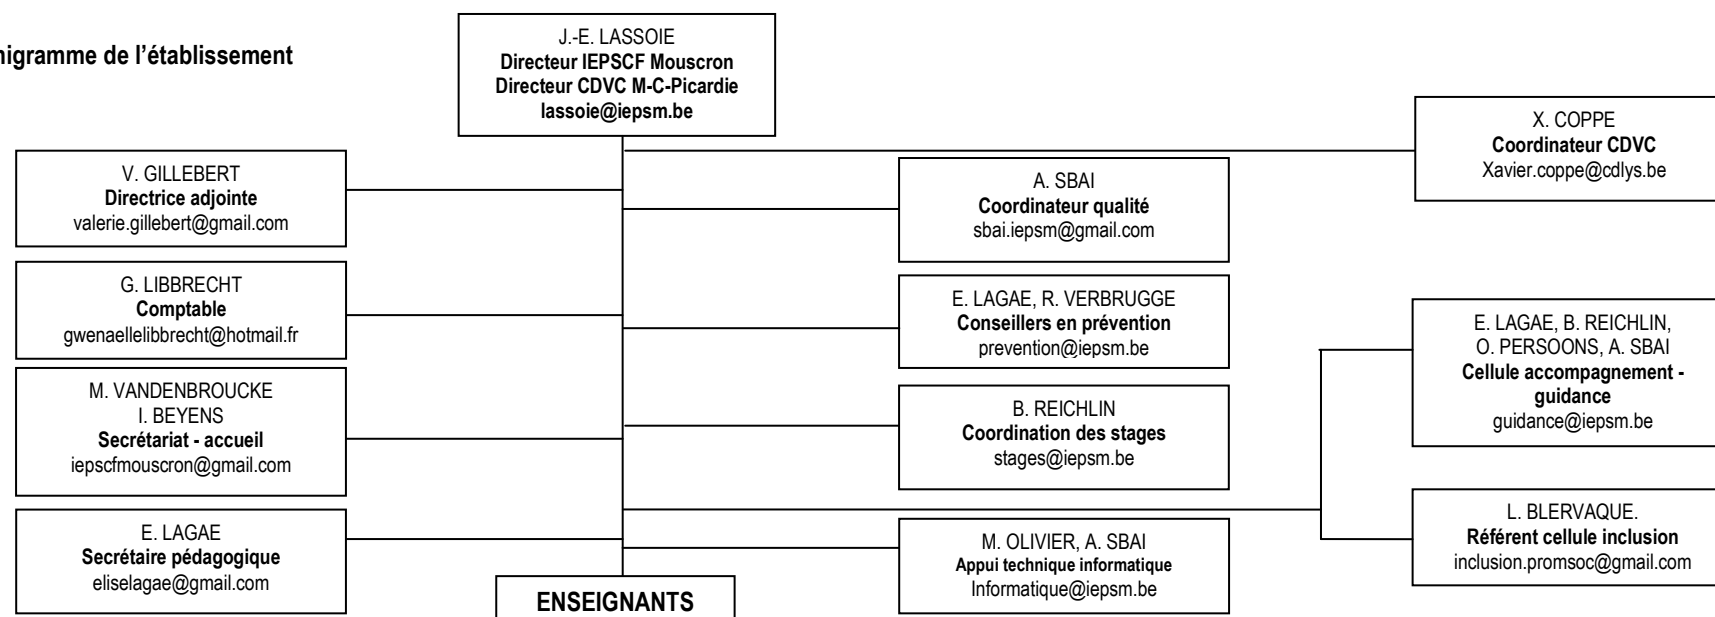 nigramme de l'établissement
J.-E. LASSOIE
Directeur IEPSCF Mouscron
Directeur CDVC M-C-Picardie
lassoie@iepsm.be
X. COPPE
Coordinateur CDVC
Xavier.coppe@cdlys.be
V. GILLEBERT
Directrice adjointe
valerie.gillebert@gmail.com
A. SBAI
Coordinateur qualité
sbai.iepsm@gmail.com
G. LIBBRECHT
Comptable
gwenaellelibbrecht@hotmail.fr
E. LAGAE, R. VERBRUGGE
Conseillers en prévention
prevention@iepsm.be
E. LAGAE, B. REICHLIN,
O. PERSOONS, A. SBAI
Cellule accompagnement -
guidance
guidance@iepsm.be
M. VANDENBROUCKE
I. BEYENS
Secrétariat - accueil
iepscfmouscron@gmail.com
B. REICHLIN
Coordination des stages
stages@iepsm.be
L. BLERVAQUE.
Référent cellule inclusion
inclusion.promsoc@gmail.com
E. LAGAE
Secrétaire pédagogique
eliselagae@gmail.com
M. OLIVIER, A. SBAI
Appui technique informatique
Informatique@iepsm.be
ENSEIGNANTS